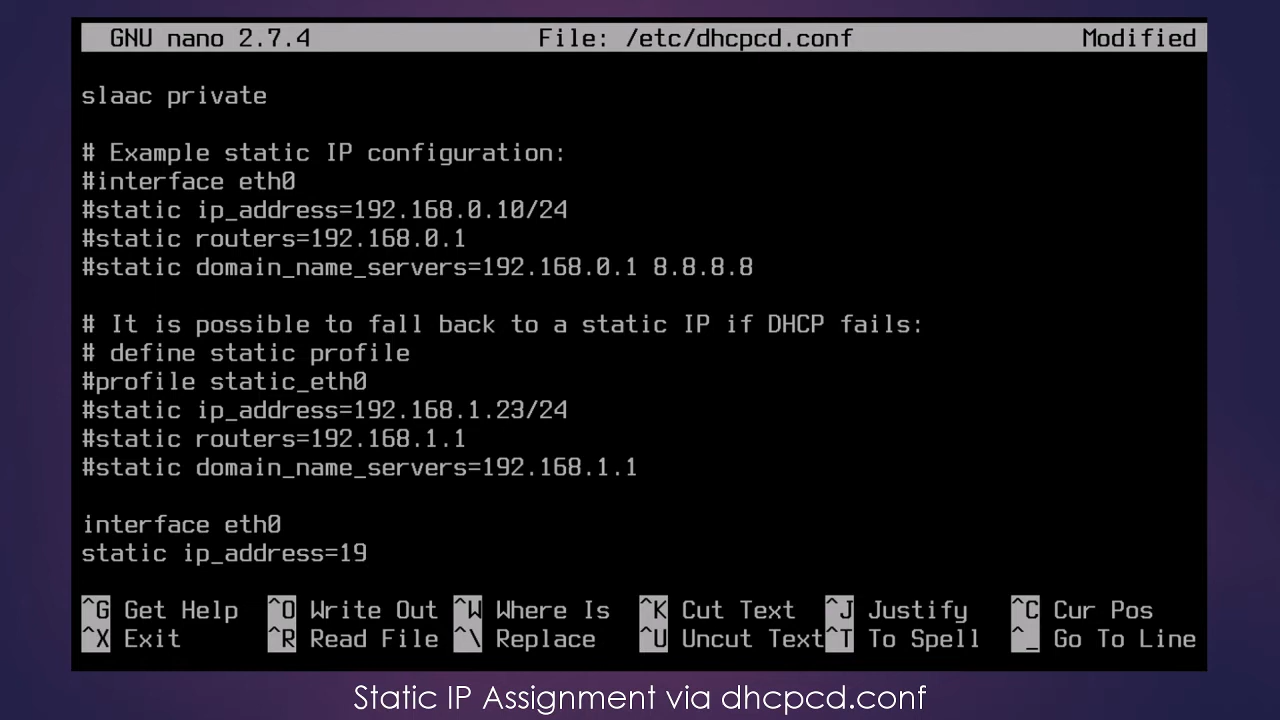 GNU nano 2.7.4 File: /etc/dhcpcd.conf Modified
slaac private
# Example static IP configuration:
#interface eth0
#static ip_address=192.168.0.10/24
#static routers=192.168.0.1
#static domain_name_servers=192.168.0.1 8.8.8.8
# It is possible to fall back to a static IP if DHCP fails:
# define static profile
#profile static_eth0
#static ip_address=192.168.1.23/24
#static routers=192.168.1.1
#static domain_name_servers=192.168.1.1
interface eth0
static ip_address=19
^G Get Help ^O Write Out ^W Where Is ^K Cut Text ^J Justify ^C Cur Pos
^X Exit ^R Read File ^\ Replace ^U Uncut Text ^T To Spell ^_ Go To Line
Static IP Assignment via dhcpcd.conf